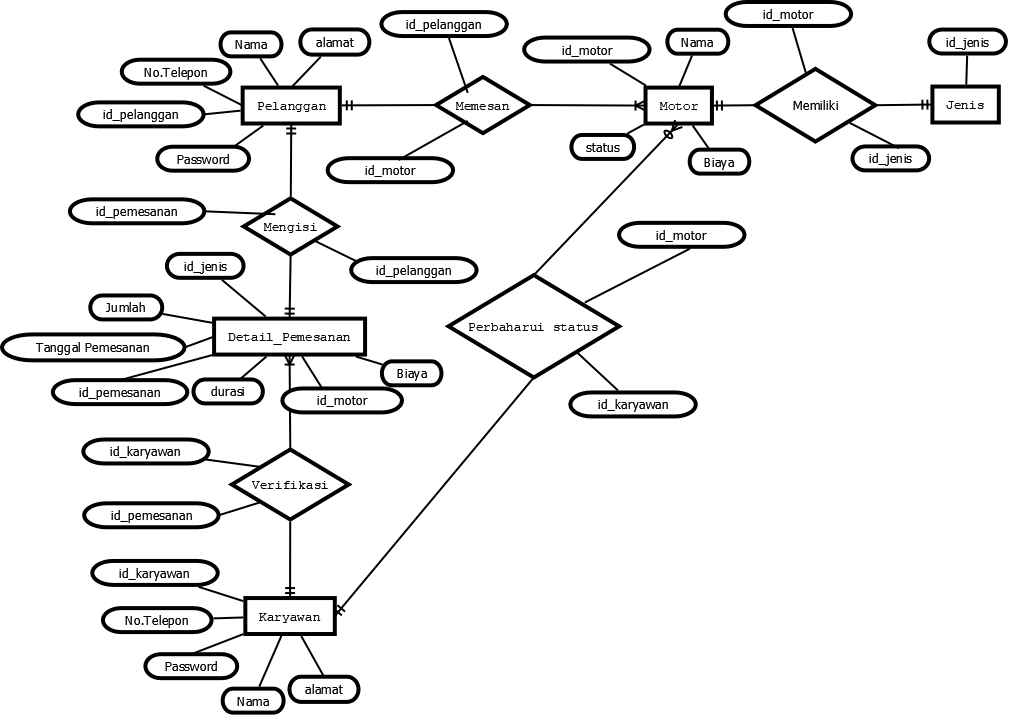 id_pelanggan
id_motor
Nama
alamat
Nama
id_jenis
id_motor
No.Telepon
Pelanggan
Memesan
Motor
Memiliki
Jenis
id_pelanggan
status
Password
Biaya
id_jenis
id_motor
id_pemesanan
Mengisi
id_motor
id_jenis
id_pelanggan
Jumlah
Detail_Pemesanan
Perbaharui status
Tanggal Pemesanan
Biaya
id_pemesanan
durasi
id_motor
id_karyawan
id_karyawan
Verifikasi
id_pemesanan
id_karyawan
Karyawan
No.Telepon
Password
Nama
alamat